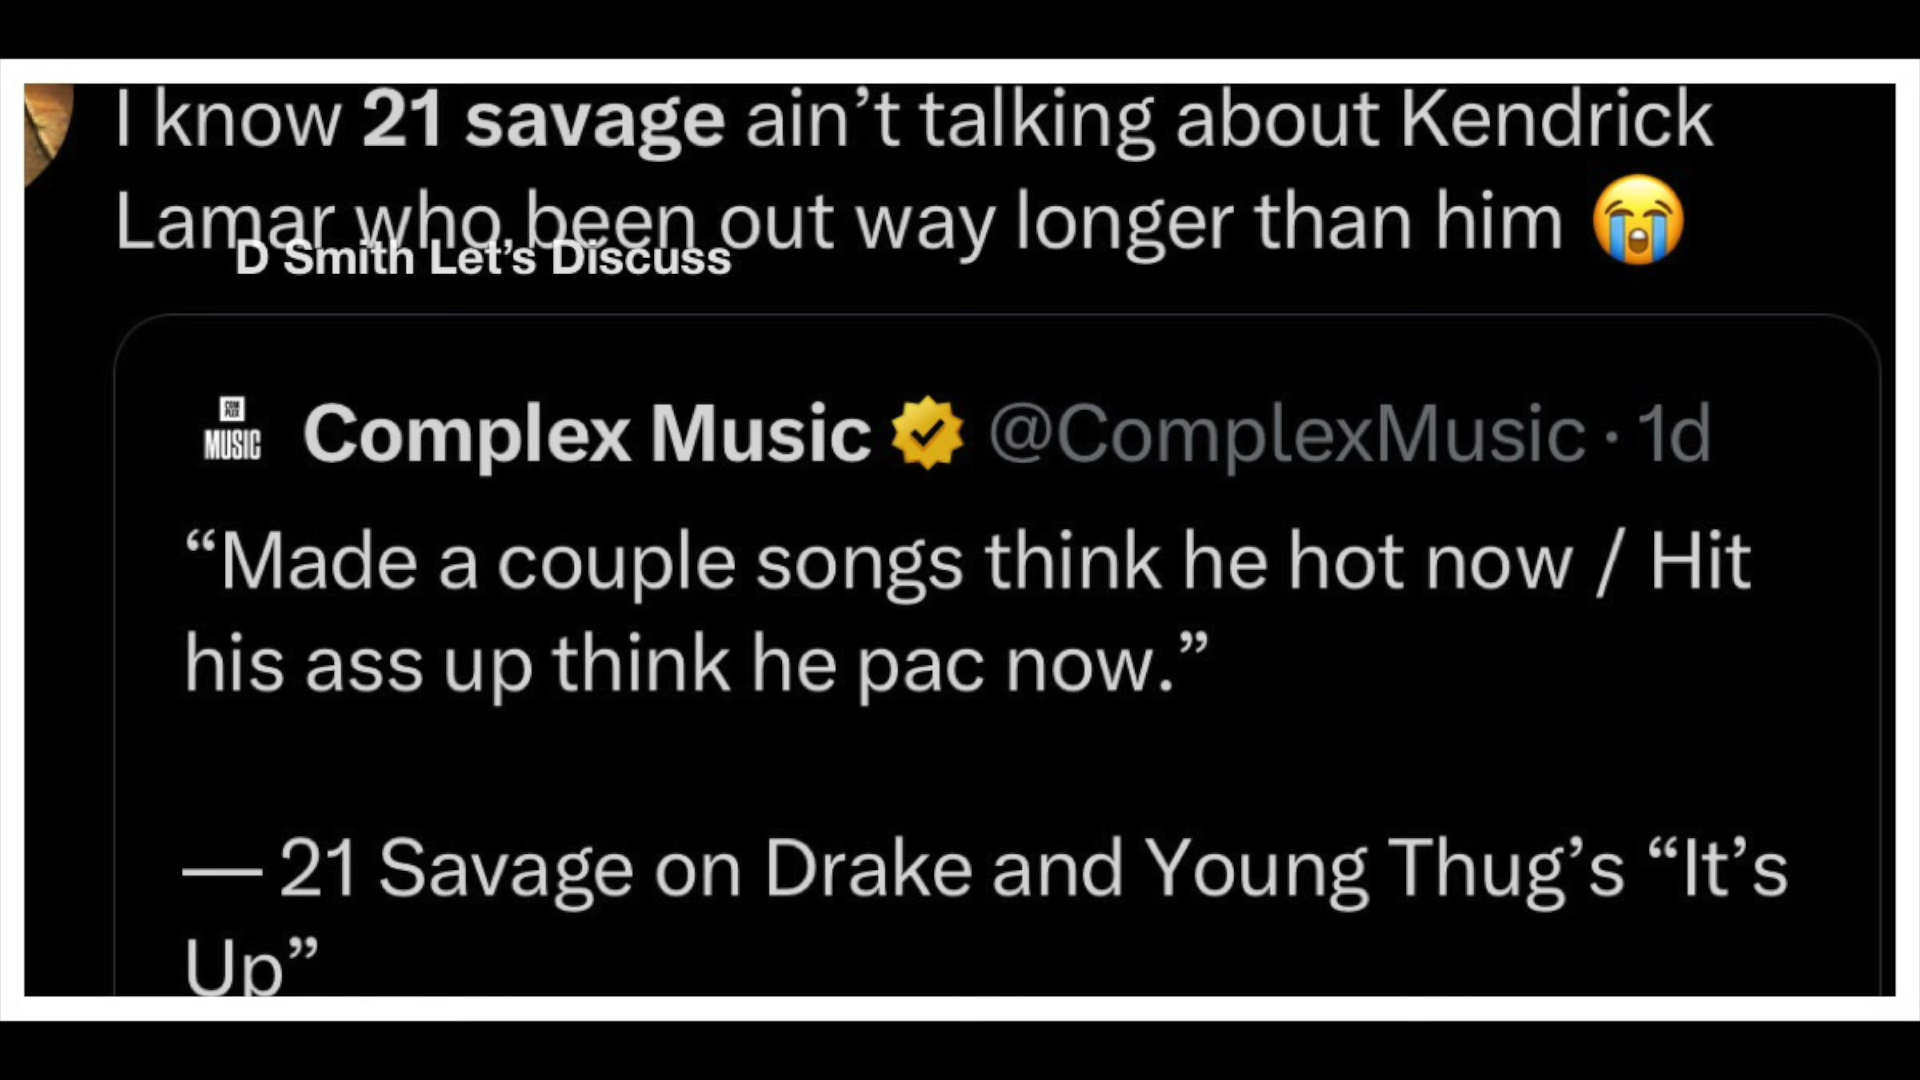 I know 21 savage ain’t talking about Kendrick
Lamar who been out way longer than him 😭
D Smith Let’s Discuss
COM
PLEX
MUSIC
Complex Music @ComplexMusic · 1d
“Made a couple songs think he hot now / Hit
his ass up think he pac now.”
— 21 Savage on Drake and Young Thug’s “It’s
Up”